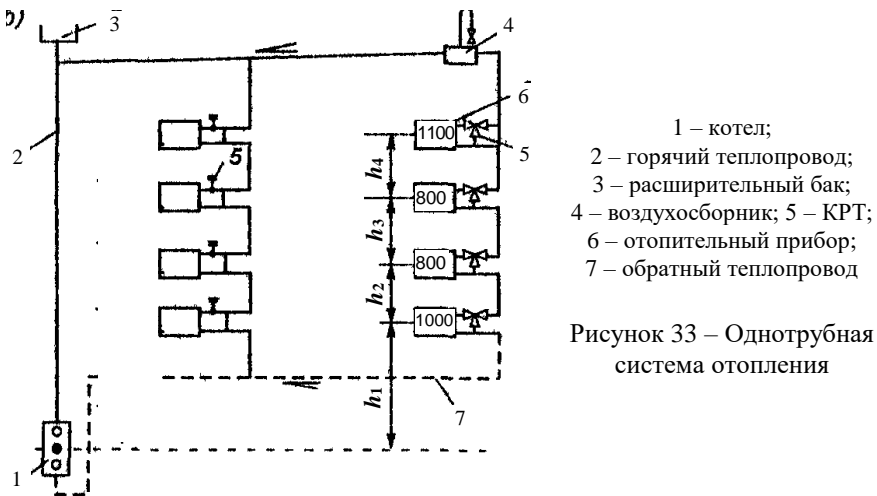 б)
3
4
6
1100
5
2
5
h4
800
h3
800
h2
1000
h1
7
1
1 – котел;
2 – горячий теплопровод;
3 – расширительный бак;
4 – воздухосборник; 5 – КРТ;
6 – отопительный прибор;
7 – обратный теплопровод
Рисунок 33 – Однотрубная
система отопления